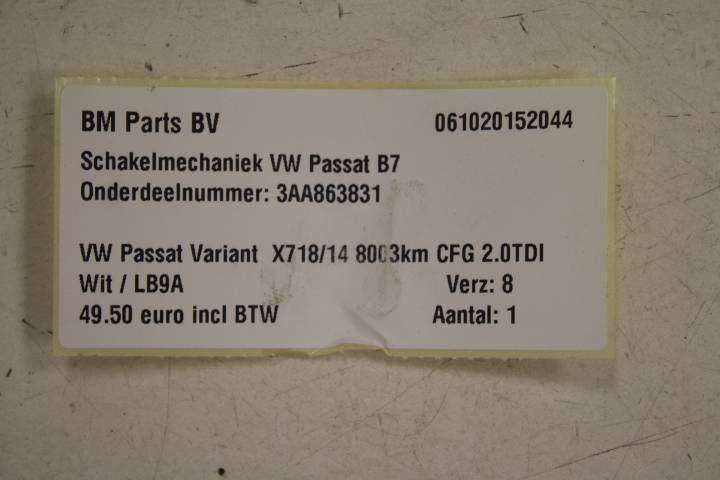 BM Parts BV 061020152044
Schakelmechaniek VW Passat B7
Onderdeelnummer: 3AA863831
VW Passat Variant X718/14 8003km CFG 2.0TDI
Wit / LB9A Verz: 8
49.50 euro incl BTW Aantal: 1